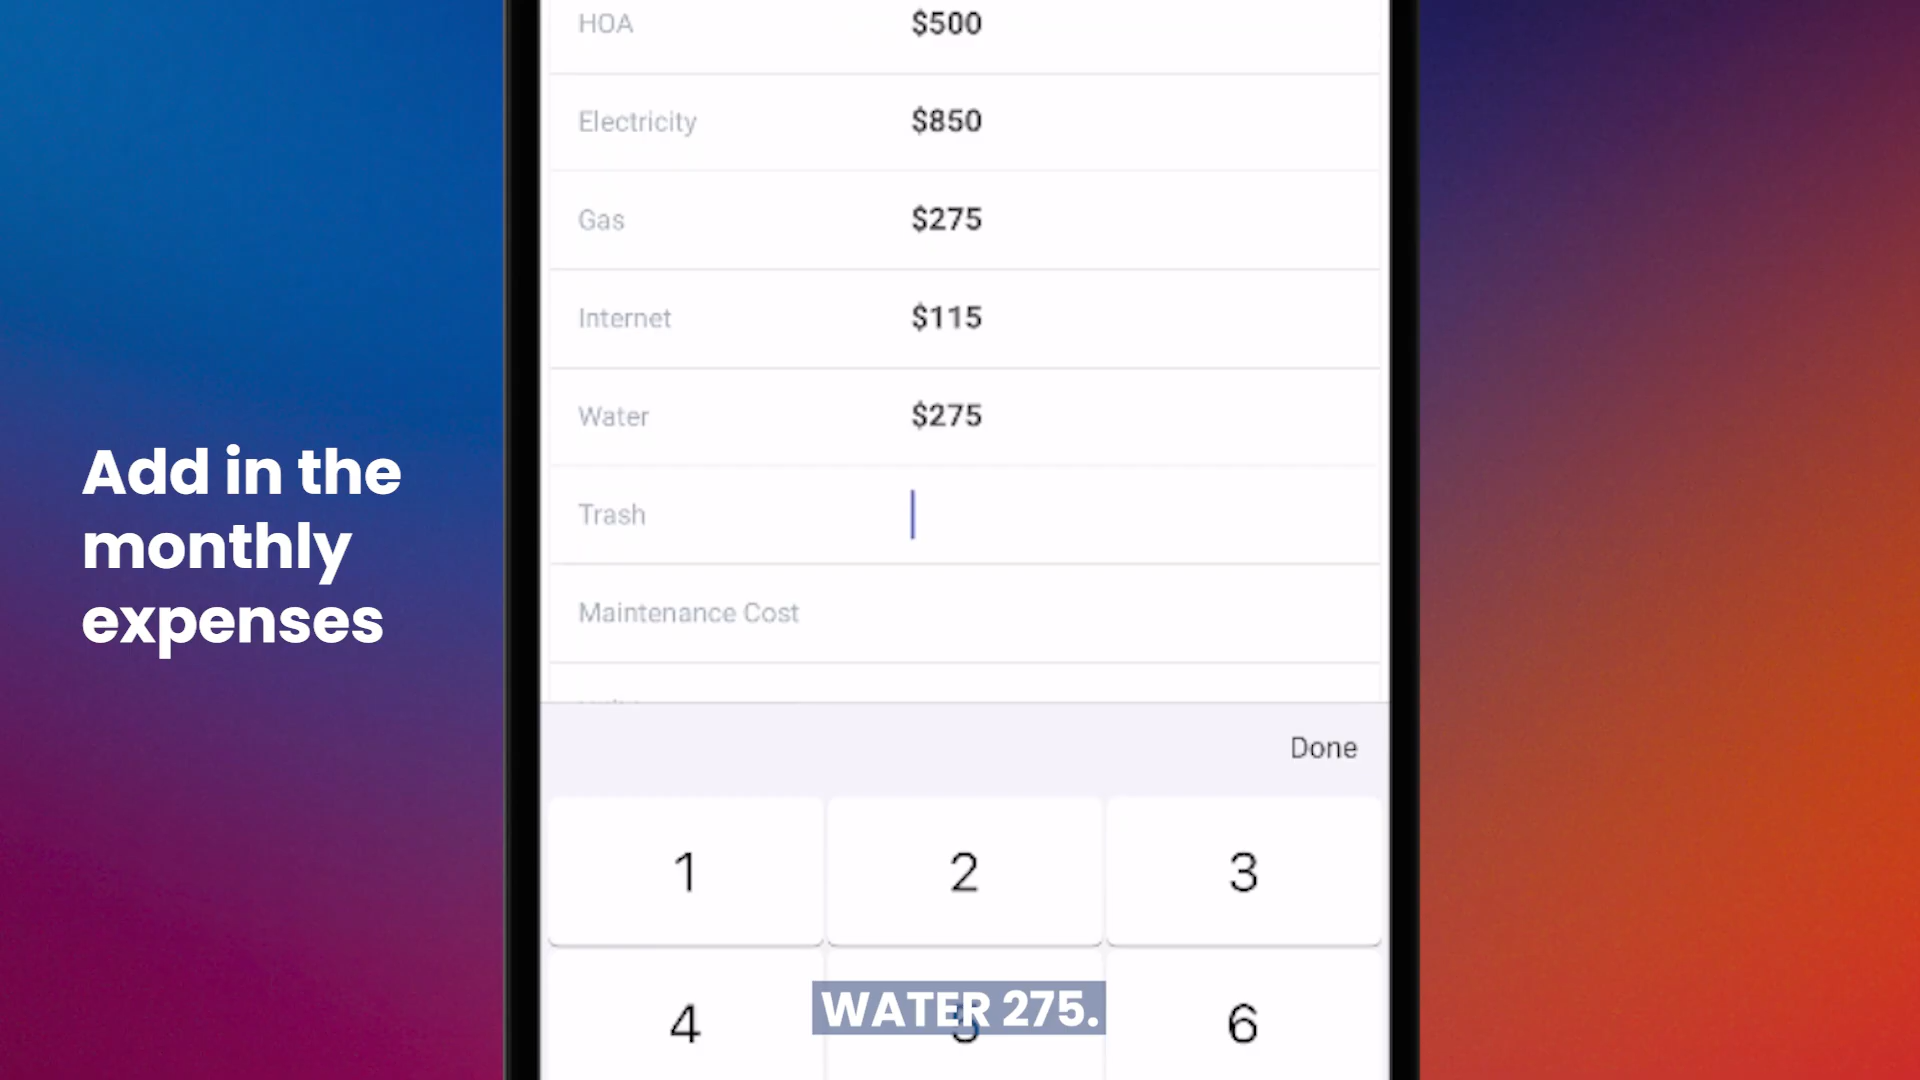 HOA $500
Electricity $850
Gas $275
Internet $115
Water $275
Trash
Maintenance Cost
Add in the
monthly
expenses
Done
1 2 3
4 5 6
WATER 275.